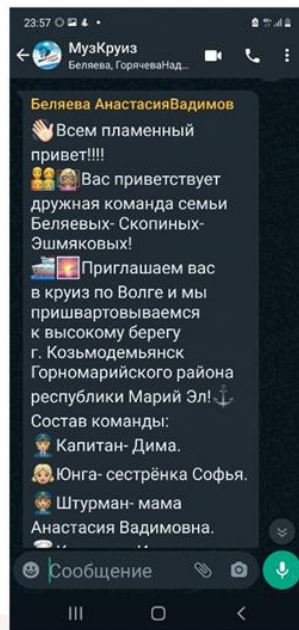 23:57
МузКруиз
Беляева, ГорячеваНад...
Беляева АнастасияВадимов
👋🏻Всем пламенный
привет!!!!
Вас приветствует
дружная команда семьи
Беляевых- Скопиных-
Эшмяковых!
🛳️🌅Приглашаем вас
в круиз по Волге и мы
пришвартовываемся
к высокому берегу
г. Козьмодемьянск
Горномарийского района
республики Марий Эл!⚓
Состав команды:
Капитан- Дима.
Юнга- сестрёнка Софья.
Штурман- мама
Анастасия Вадимовна.
Сообщение